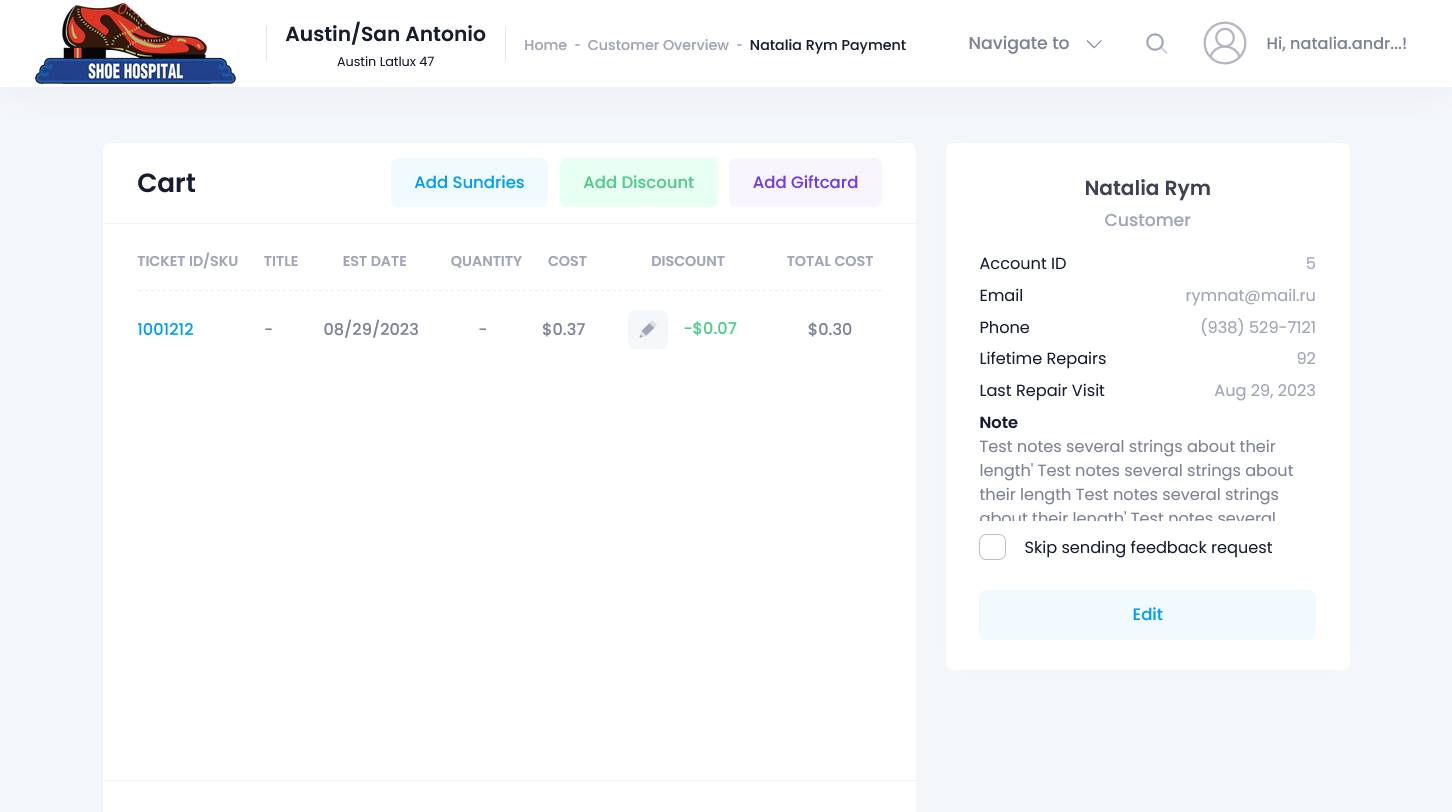 SHOE HOSPITAL
Austin/San Antonio
Austin Latlux 47
Home - Customer Overview - Natalia Rym Payment
Navigate to
Hi, natalia.andr...!
Cart
Add Sundries
Add Discount
Add Giftcard
TICKET ID/SKU TITLE EST DATE QUANTITY COST DISCOUNT TOTAL COST
1001212 - 08/29/2023 - $0.37 -$0.07 $0.30
Natalia Rym
Customer
Account ID 5
Email rymnat@mail.ru
Phone (938) 529-7121
Lifetime Repairs 92
Last Repair Visit Aug 29, 2023
Note
Test notes several strings about their
length' Test notes several strings about
their length Test notes several strings
about their length' Test notes several
Skip sending feedback request
Edit